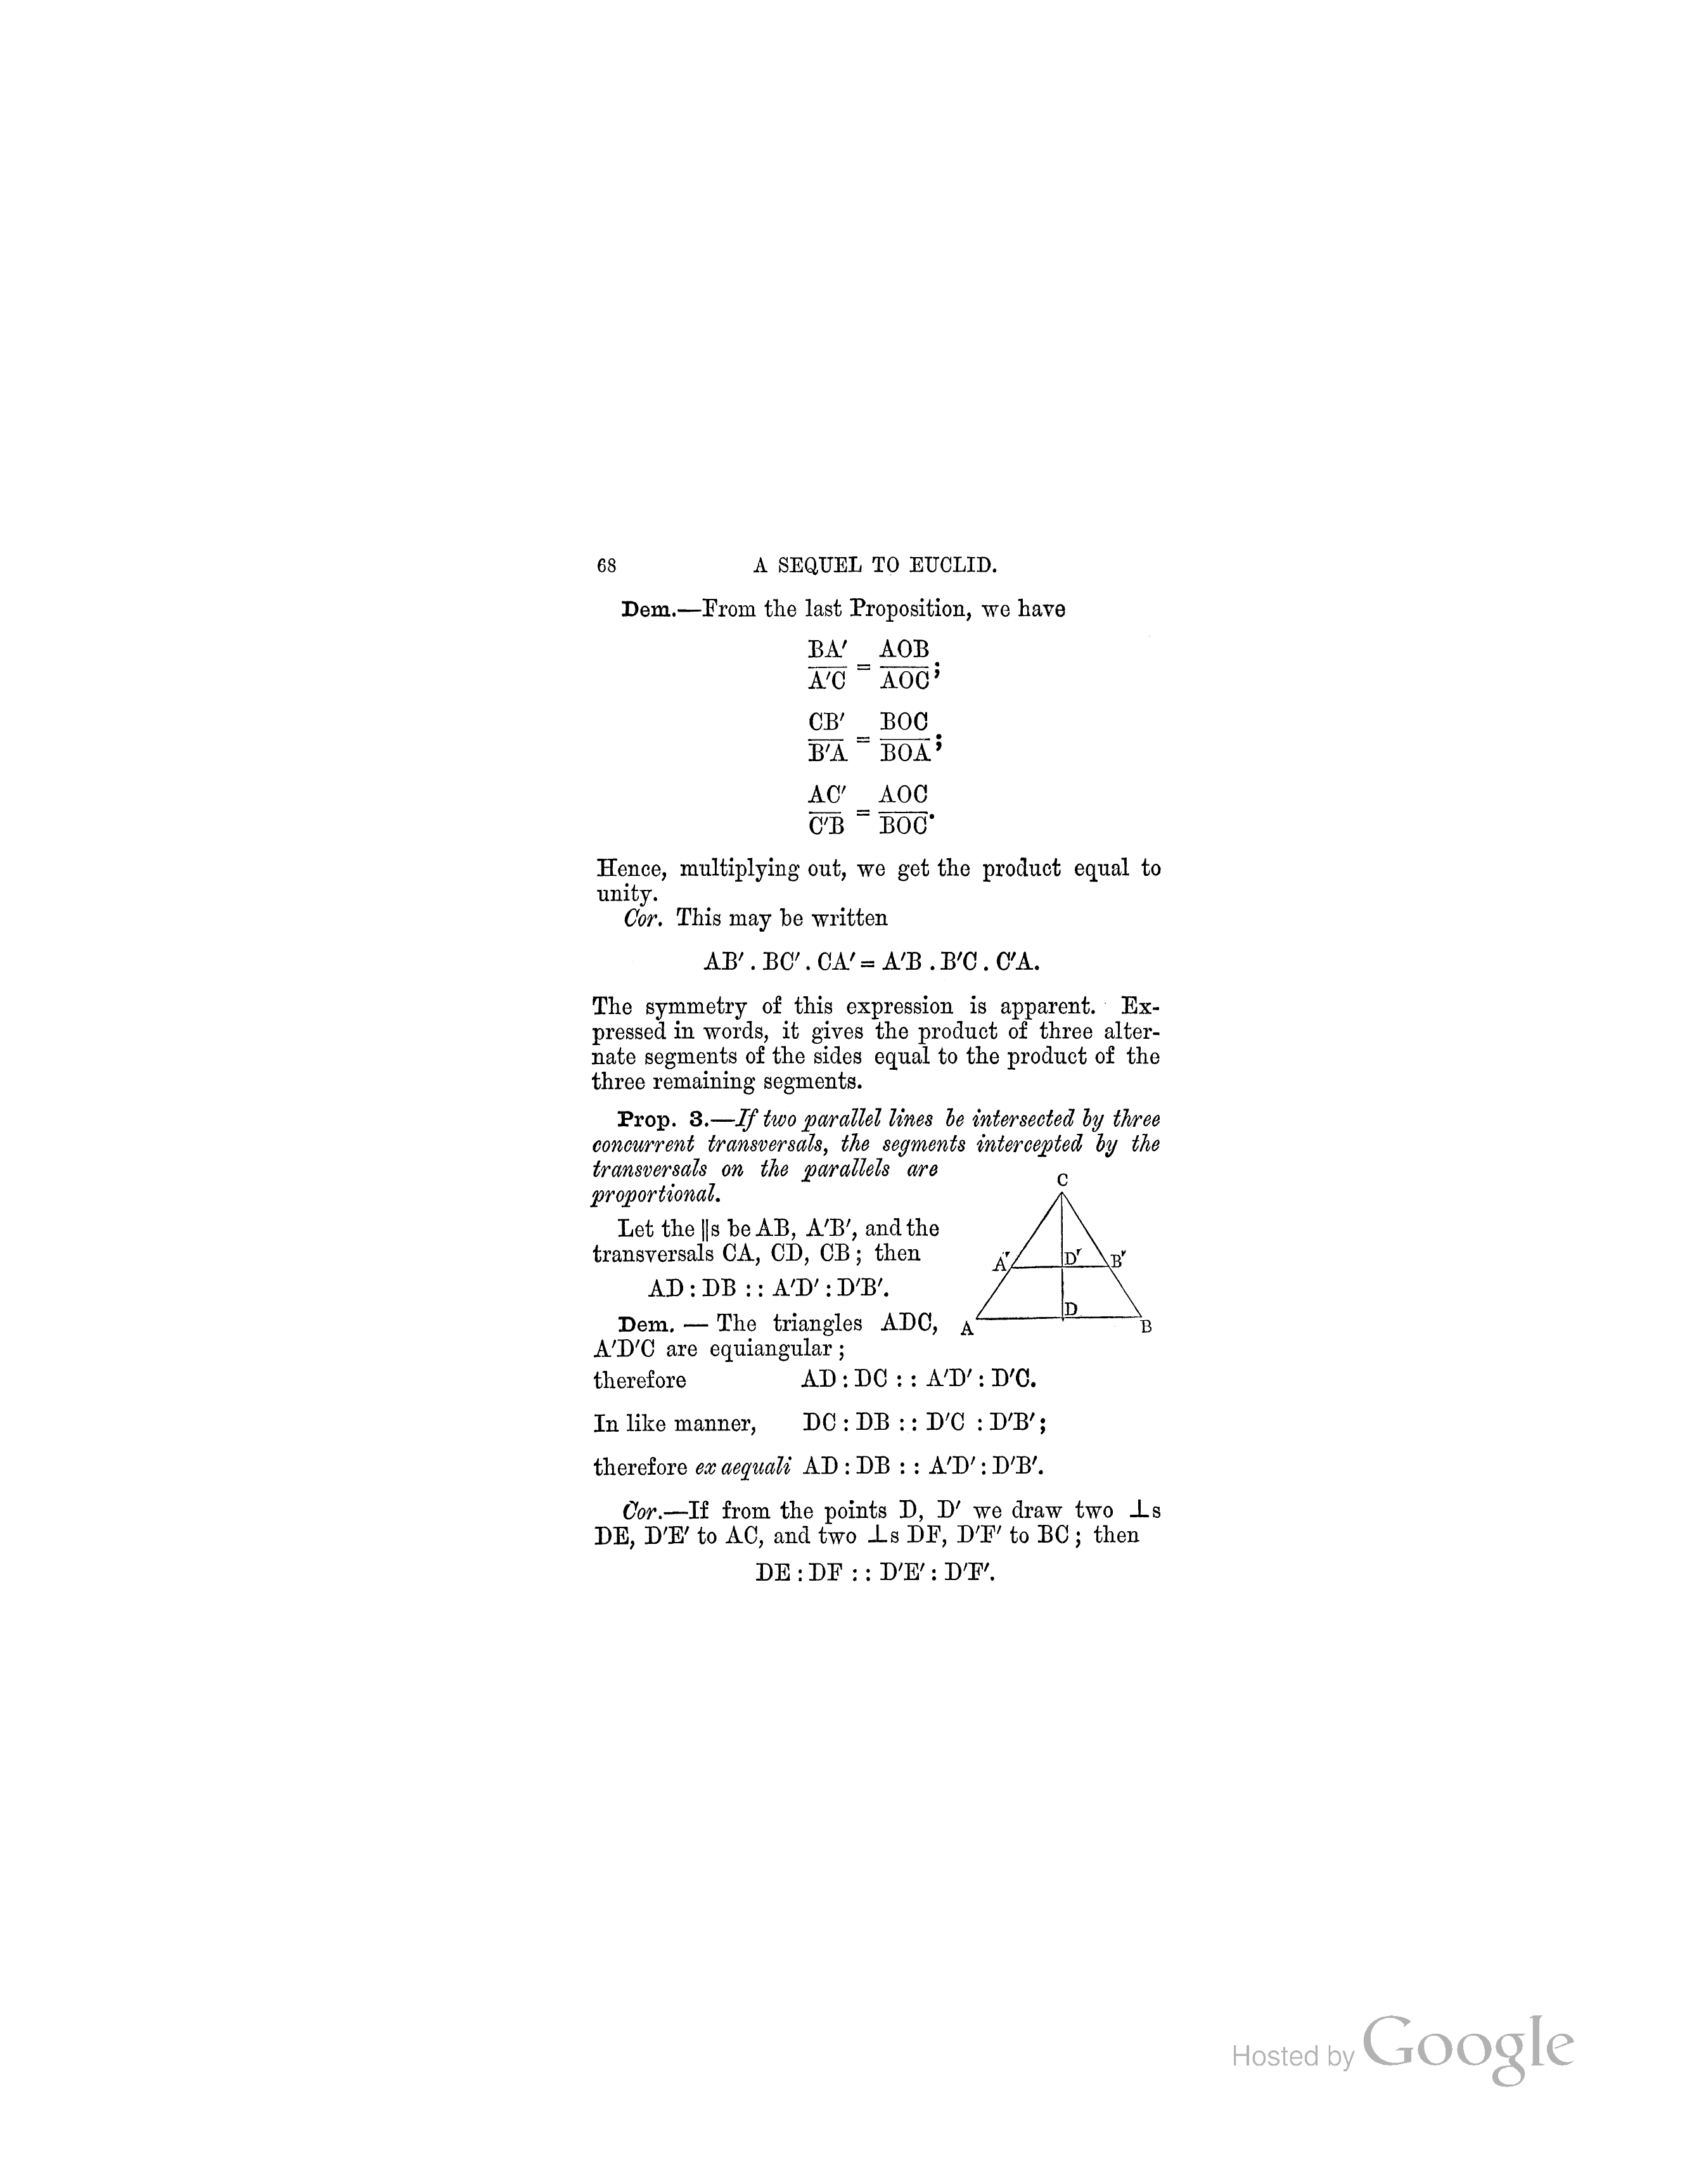 68 A SEQUEL TO EUCLID.
Dem.—From the last Proposition, we have
BA′/A′C = AOB/AOC;
CB′/B′A = BOC/BOA;
AC′/C′B = AOC/BOC.
Hence, multiplying out, we get the product equal to
unity.
Cor. This may be written
AB′ . BC′ . CA′ = A′B . B′C . C′A.
The symmetry of this expression is apparent. Ex-
pressed in words, it gives the product of three alter-
nate segments of the sides equal to the product of the
three remaining segments.
Prop. 3.—If two parallel lines be intersected by three
concurrent transversals, the segments intercepted by the
transversals on the parallels are
proportional.
Let the ||s be AB, A′B′, and the
transversals CA, CD, CB; then
AD : DB :: A′D′ : D′B′.
Dem. — The triangles ADC,
A′D′C are equiangular;
C
A′ D′ B′
D
A B
therefore AD : DC :: A′D′ : D′C.
In like manner, DC : DB :: D′C : D′B′;
therefore ex aequali AD : DB :: A′D′ : D′B′.
Cor.—If from the points D, D′ we draw two ⊥s
DE, D′E′ to AC, and two ⊥s DF, D′F′ to BC; then
DE : DF :: D′E′ : D′F′.
Hosted by Google